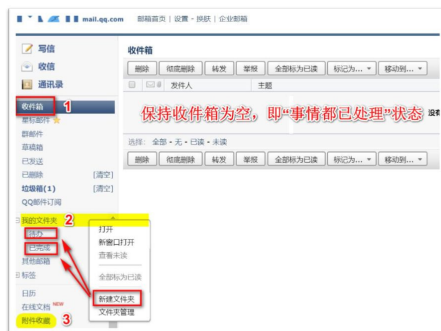 mail.qq.com 邮箱首页 | 设置 - 换肤 | 企业邮箱
写信
收信
通讯录
收件箱 1
星标邮件
群邮件
草稿箱
已发送
已删除 [清空]
垃圾箱(1) [清空]
QQ邮件订阅
我的文件夹 2
待办
已完成
其他邮箱
标签
日历
在线文档 NEW
附件收藏 3
收件箱
删除 彻底删除 转发 举报 全部标为已读 标记为... 移动到...
发件人 主题
保持收件箱为空，即“事情都已处理”状态
没有
选择：全部 - 无 - 已读 - 未读
删除 彻底删除 转发 举报 全部标为已读 标记为... 移动到...
打开
新窗口打开
查看未读
全部标为已读
新建文件夹
文件夹管理